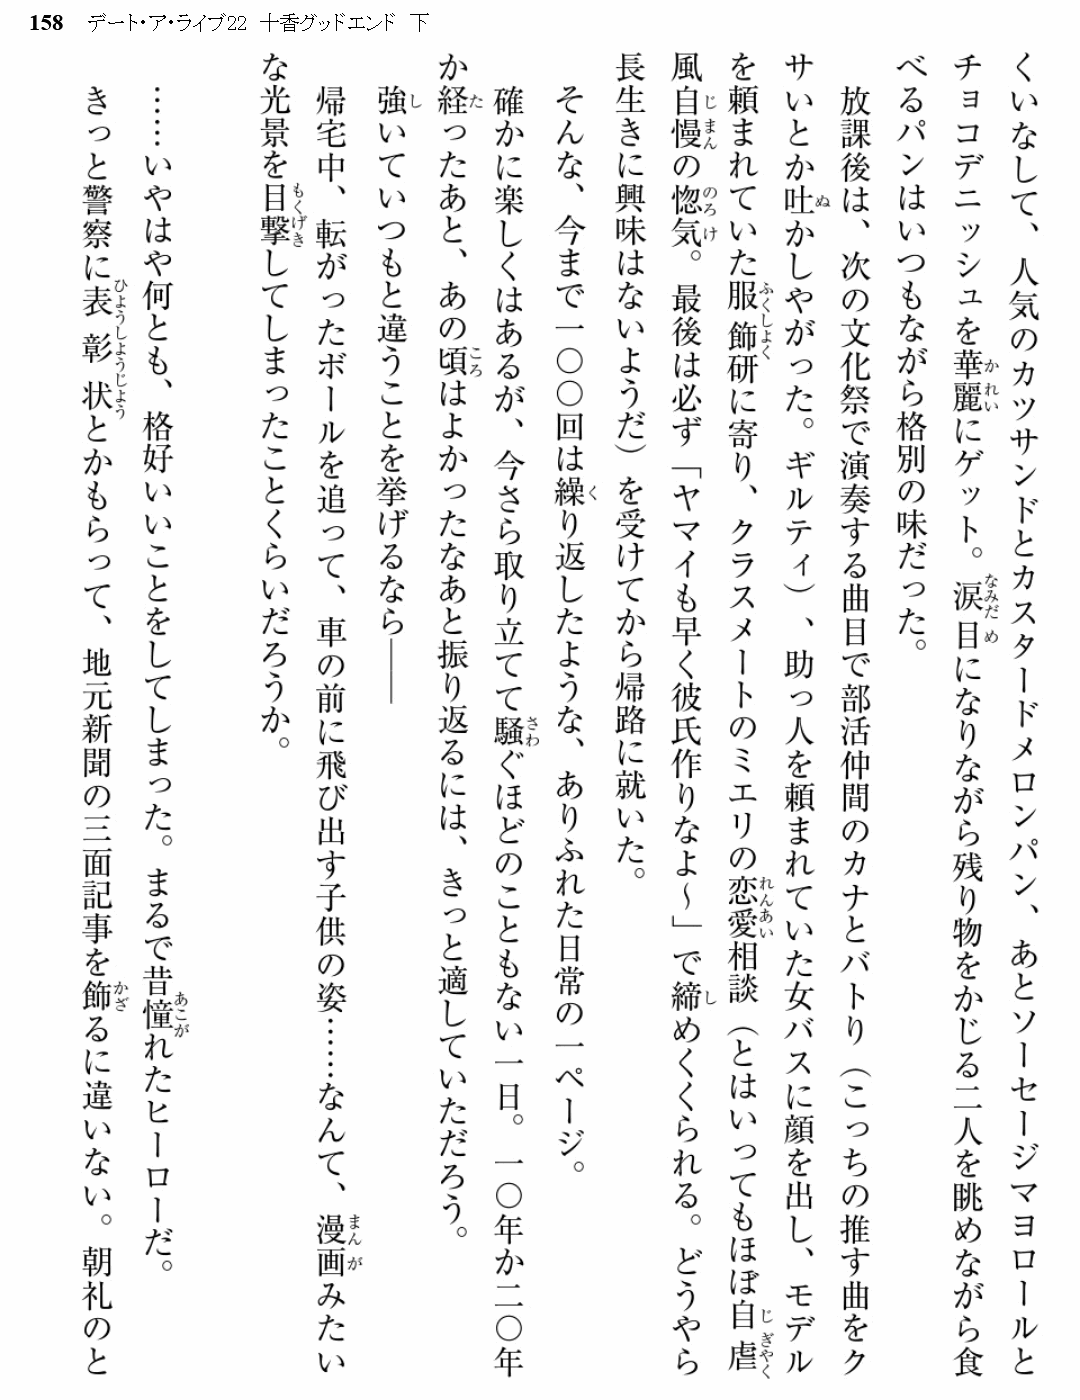 158 デート・ア・ライブ22 十香グッドエンド 下
くいなして、人気のカツサンドとカスタードメロンパン、あとソーセージマヨロールと
チョコデニッシュを華麗にゲット。涙目になりながら残り物をかじる二人を眺めながら食
べるパンはいつもながら格別の味だった。
放課後は、次の文化祭で演奏する曲目で部活仲間のカナとバトり（こっちの推す曲をク
サいとか吐かしやがった。ギルティ）、助っ人を頼まれていた女バスに顔を出し、モデル
を頼まれていた服飾研に寄り、クラスメートのミエリの恋愛相談（とはいってもほぼ自虐
風自慢の惚気。最後は必ず「ヤマイも早く彼氏作りなよ～」で締めくくられる。どうやら
長生きに興味はないようだ）を受けてから帰路に就いた。
そんな、今まで一〇〇回は繰り返したような、ありふれた日常の一ページ。
確かに楽しくはあるが、今さら取り立てて騒ぐほどのこともない一日。一〇年か二〇年
か経ったあと、あの頃はよかったなあと振り返るには、きっと適していただろう。
強いていつもと違うことを挙げるなら――
帰宅中、転がったボールを追って、車の前に飛び出す子供の姿……なんて、漫画みたい
な光景を目撃してしまったことくらいだろうか。
……いやはや何とも、格好いいことをしてしまった。まるで昔憧れたヒーローだ。
きっと警察に表彰状とかもらって、地元新聞の三面記事を飾るに違いない。朝礼のと